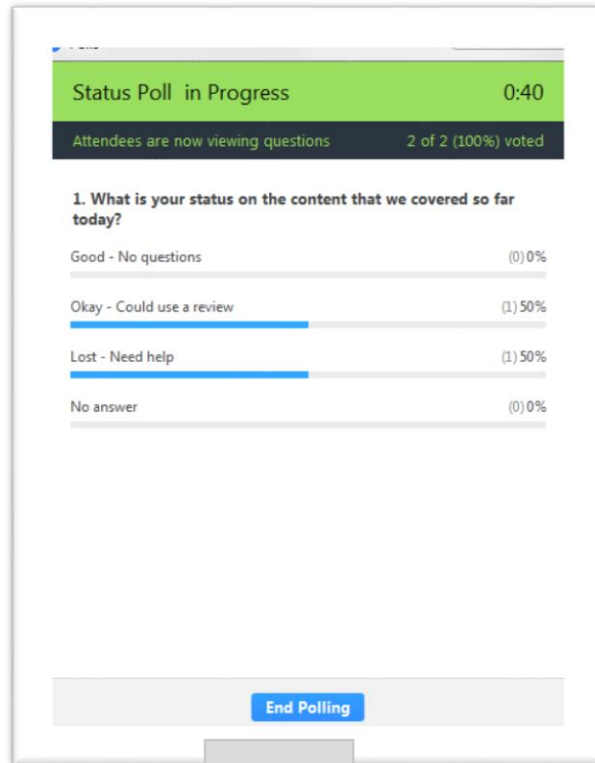 Status Poll in Progress 0:40
Attendees are now viewing questions 2 of 2 (100%) voted
1. What is your status on the content that we covered so far
today?
Good - No questions (0) 0%
Okay - Could use a review (1) 50%
Lost - Need help (1) 50%
No answer (0) 0%
End Polling